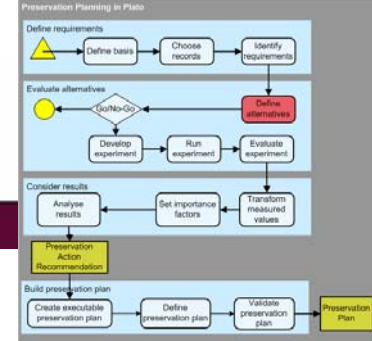 Preservation Planning in Plato
Define requirements
Define basis
Choose
records
Identify
requirements
Evaluate alternatives
Go/No-Go
Define
alternatives
Develop
experiment
Run
experiment
Evaluate
experiment
Consider results
Analyse
results
Set importance
factors
Transform
measured
values
Preservation
Action
Recommendation
Build preservation plan
Create executable
preservation plan
Define
preservation plan
Validate
preservation
plan
Preservation
Plan